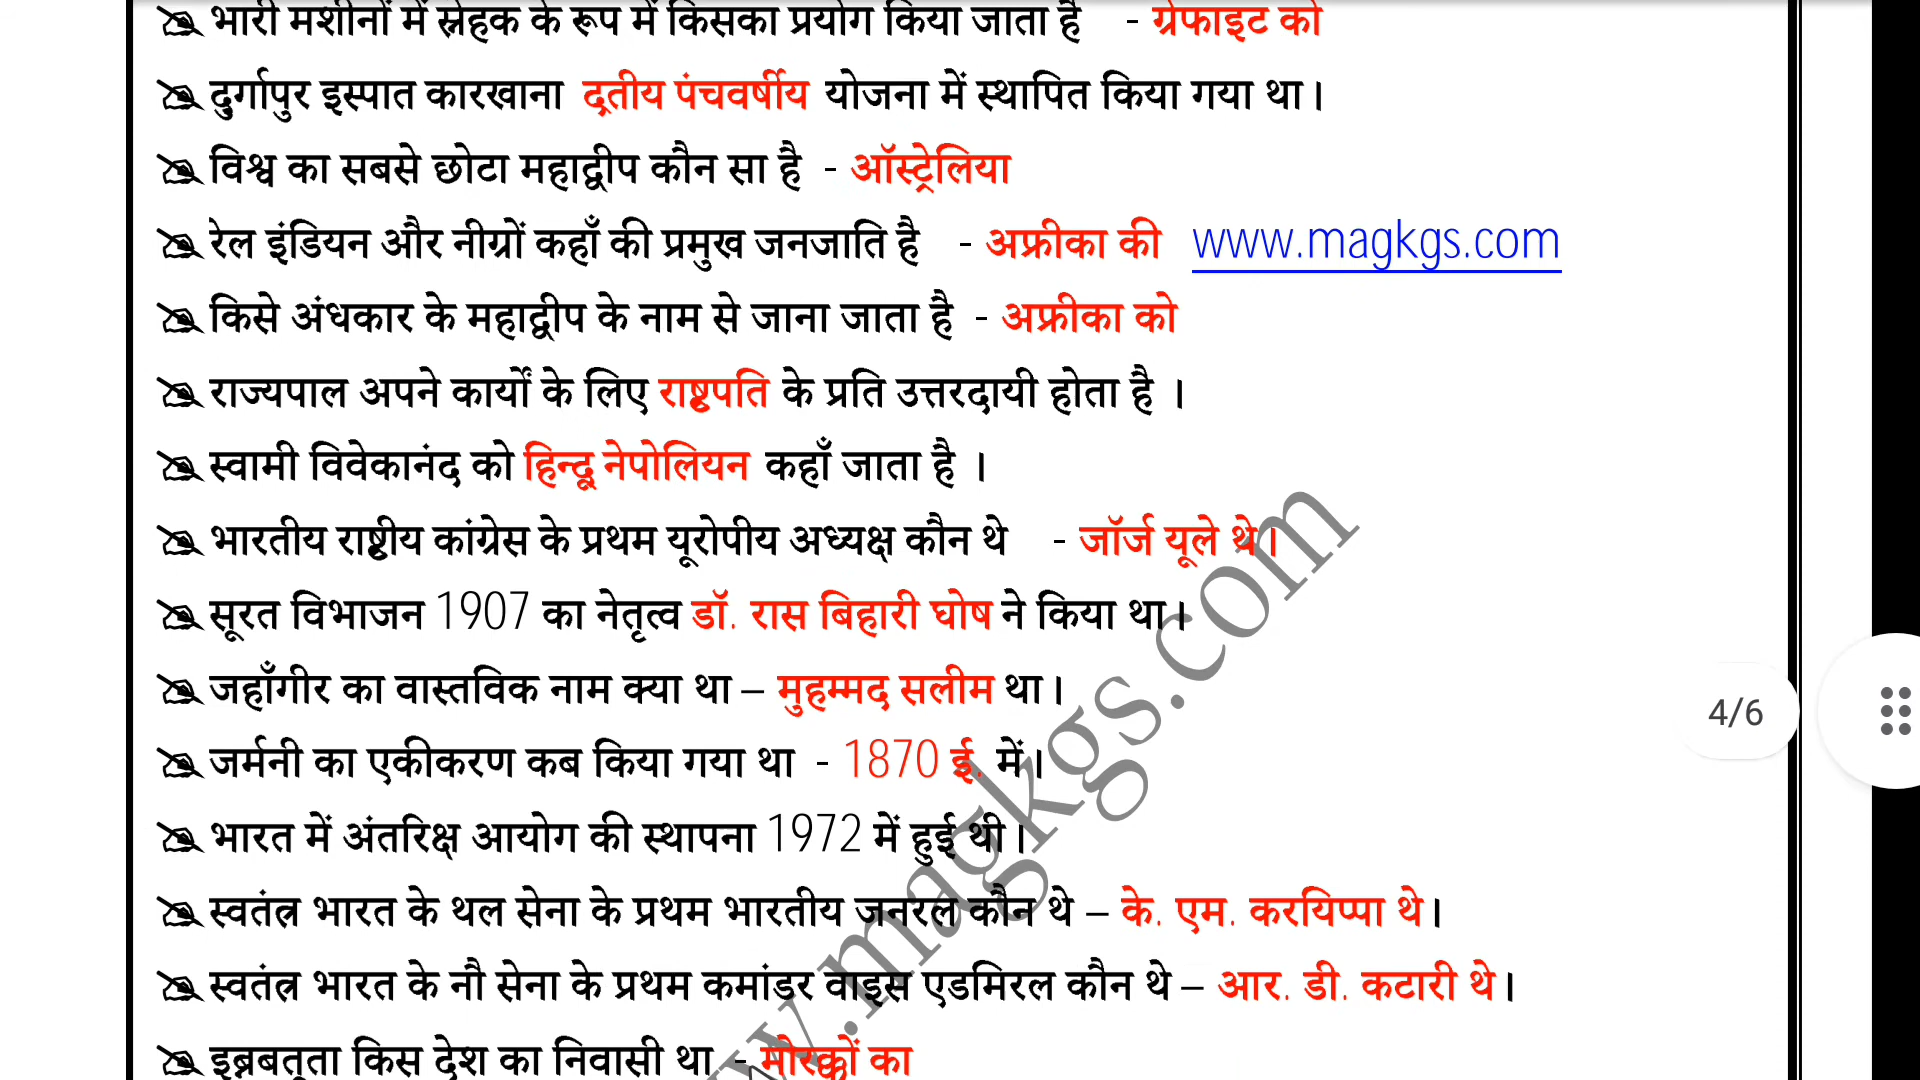 भारी मशीनों में स्नेहक के रूप में किसका प्रयोग किया जाता है - ग्रेफाइट को
दुर्गापुर इस्पात कारखाना द्रतीय पंचवर्षीय योजना में स्थापित किया गया था।
विश्व का सबसे छोटा महाद्वीप कौन सा है - ऑस्ट्रेलिया
रेल इंडियन और नीग्रों कहाँ की प्रमुख जनजाति है - अफ्रीका की www.magkgs.com
किसे अंधकार के महाद्वीप के नाम से जाना जाता है - अफ्रीका को
राज्यपाल अपने कार्यों के लिए राष्ट्रपति के प्रति उत्तरदायी होता है ।
स्वामी विवेकानंद को हिन्दू नेपोलियन कहाँ जाता है ।
भारतीय राष्ट्रीय कांग्रेस के प्रथम यूरोपीय अध्यक्ष कौन थे - जॉर्ज यूले थे।
सूरत विभाजन 1907 का नेतृत्व डॉ. रास बिहारी घोष ने किया था।
जहाँगीर का वास्तविक नाम क्या था – मुहम्मद सलीम था।
जर्मनी का एकीकरण कब किया गया था - 1870 ई. में।
4/6
भारत में अंतरिक्ष आयोग की स्थापना 1972 में हुई थी।
स्वतंत्र भारत के थल सेना के प्रथम भारतीय जनरल कौन थे – के. एम. करयिप्पा थे।
स्वतंत्र भारत के नौ सेना के प्रथम कमांडर वाइस एडमिरल कौन थे – आर. डी. कटारी थे।
इब्नबतूता किस देश का निवासी था - मोरक्कों का
www.magkgs.com